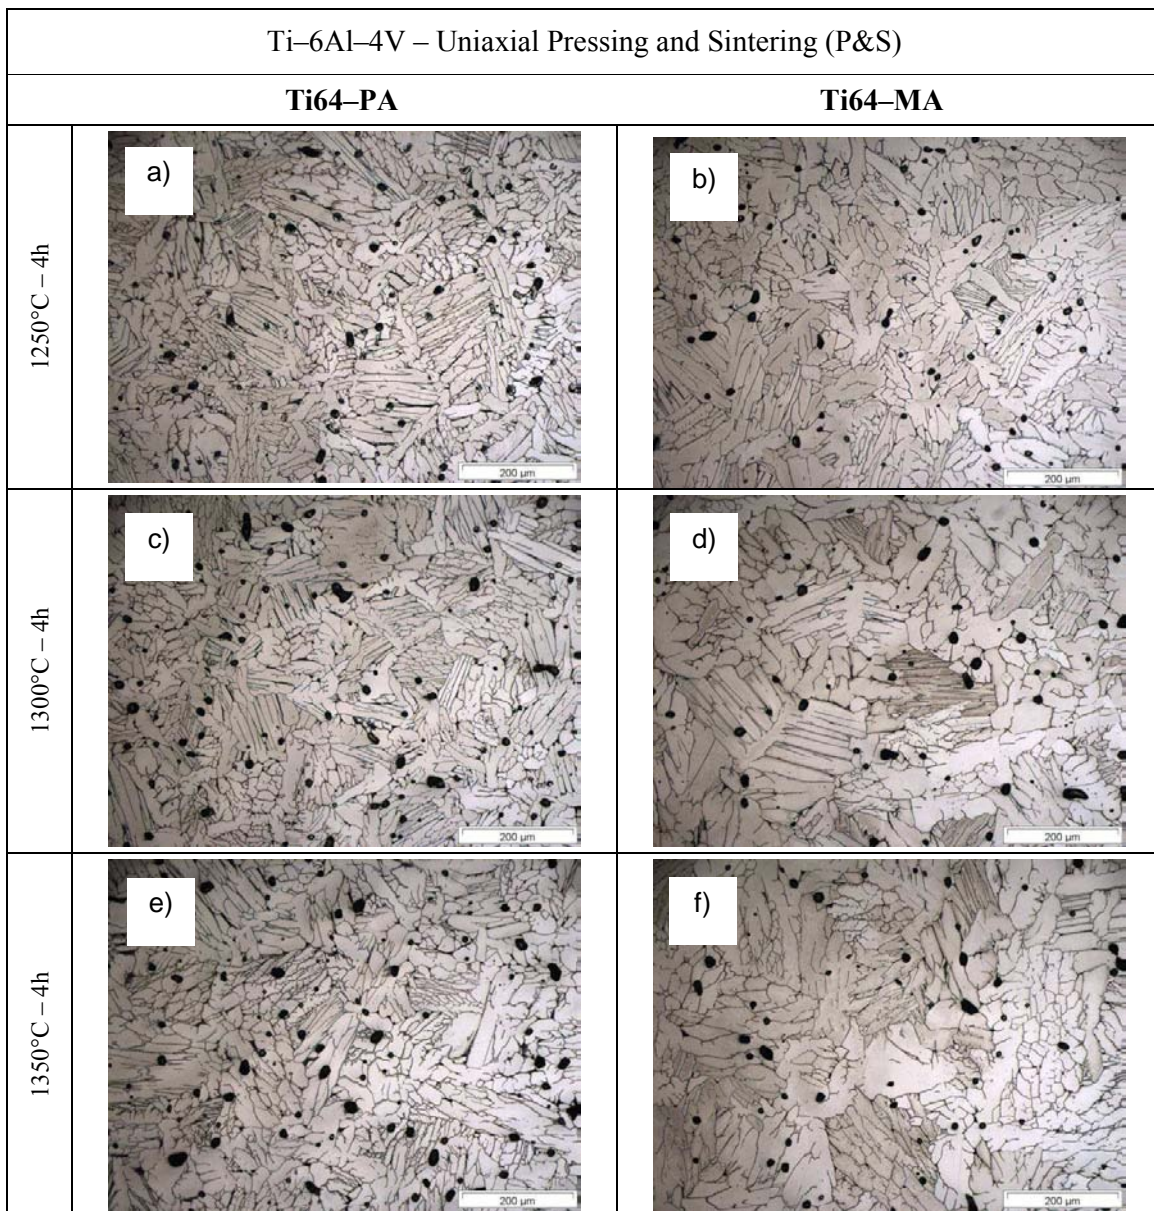 Ti–6Al–4V – Uniaxial Pressing and Sintering (P&S)
Ti64–PA
Ti64–MA
1250°C – 4h
a)
200 µm
b)
200 µm
1300°C – 4h
c)
200 µm
d)
200 µm
1350°C – 4h
e)
200 µm
f)
200 µm